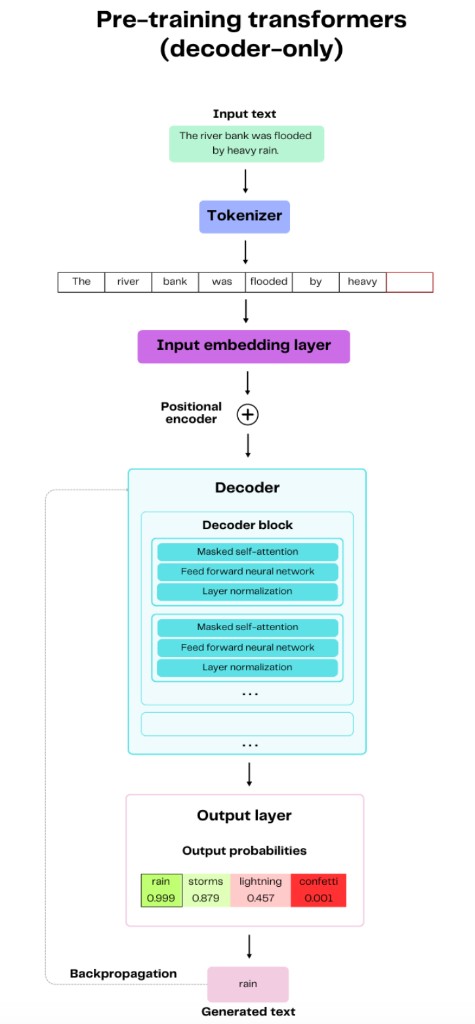 Pre-training transformers
(decoder-only)
Input text
The river bank was flooded
by heavy rain.
Tokenizer
The river bank was flooded by heavy
Input embedding layer
Positional
encoder
+
Decoder
Decoder block
Masked self-attention
Feed forward neural network
Layer normalization
Masked self-attention
Feed forward neural network
Layer normalization
...
...
Output layer
Output probabilities
rain storms lightning confetti
0.999 0.879 0.457 0.001
Backpropagation
rain
Generated text